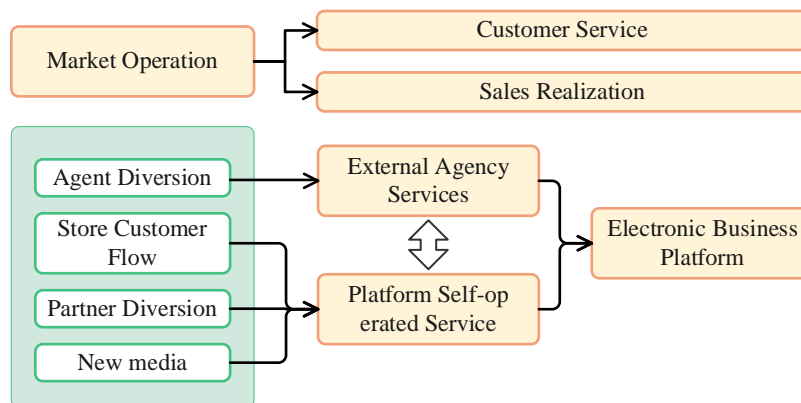 Customer Service
Market Operation
Sales Realization
Agent Diversion
External Agency
Services
Store Customer
Flow
Electronic Business
Platform
Partner Diversion
Platform Self-op
erated Service
New media